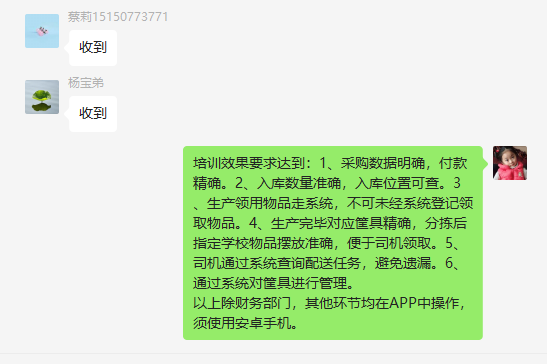 蔡莉15150773771
收到
杨宝弟
收到
培训效果要求达到：1、采购数据明确，付款
精确。2、入库数量准确，入库位置可查。3
、生产领用物品走系统，不可未经系统登记领
取物品。4、生产完毕对应筐具精确，分拣后
指定学校物品摆放准确，便于司机领取。5、
司机通过系统查询配送任务，避免遗漏。6、
通过系统对筐具进行管理。
以上除财务部门，其他环节均在APP中操作，
须使用安卓手机。